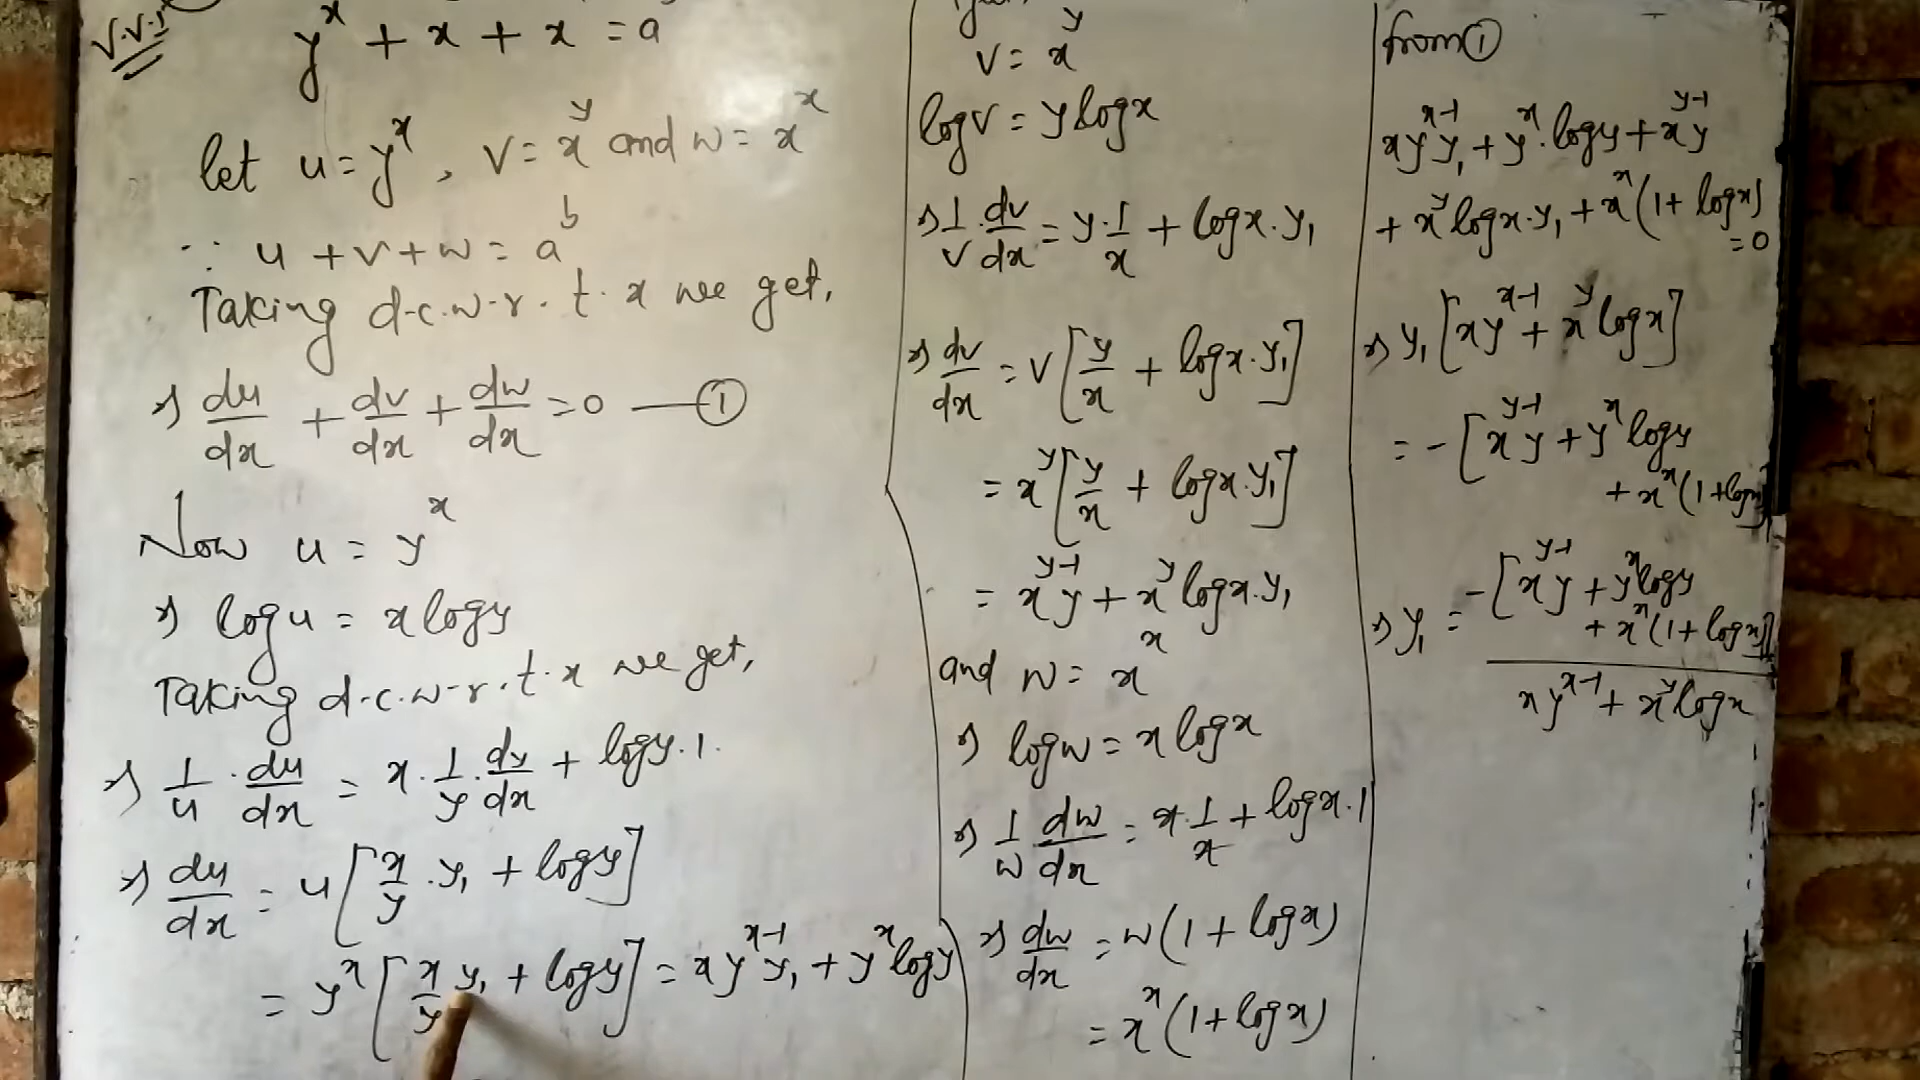 V.V.I
y^x + x + x = a
let u = y^x, v = x^y and w = x^x
∴ u + v + w = a^b
Taking d.c.w.r.t. x we get,
⇒ du/dx + dv/dx + dw/dx = 0 —— ①
Now u = y^x
⇒ log u = x log y
Taking d.c.w.r.t. x we get,
⇒ 1/u · du/dx = x · 1/y · dy/dx + log y · 1
⇒ du/dx = u [x/y · y₁ + log y]
= y^x [x/y y₁ + log y] = x y^(x-1) y₁ + y^x log y
v = x^y
log v = y log x
⇒ 1/v · dv/dx = y · 1/x + log x · y₁
⇒ dv/dx = v [y/x + log x · y₁]
= x^y [y/x + log x · y₁]
= x^(y-1) y + x^y log x · y₁
and w = x^x
⇒ log w = x log x
⇒ 1/w dw/dx = x · 1/x + log x · 1
⇒ dw/dx = w (1 + log x)
= x^x (1 + log x)
from ①
x y^(x-1) y₁ + y^x · log y + x^(y-1) y
+ x^y log x · y₁ + x^x (1 + log x)
= 0
⇒ y₁ [x y^(x-1) + x^y log x]
= - [x^(y-1) y + y^x log y
+ x^x (1 + log x)]
⇒ y₁ = -[x^(y-1) y + y^x log y
+ x^x (1 + log x)]
x y^(x-1) + x^y log x